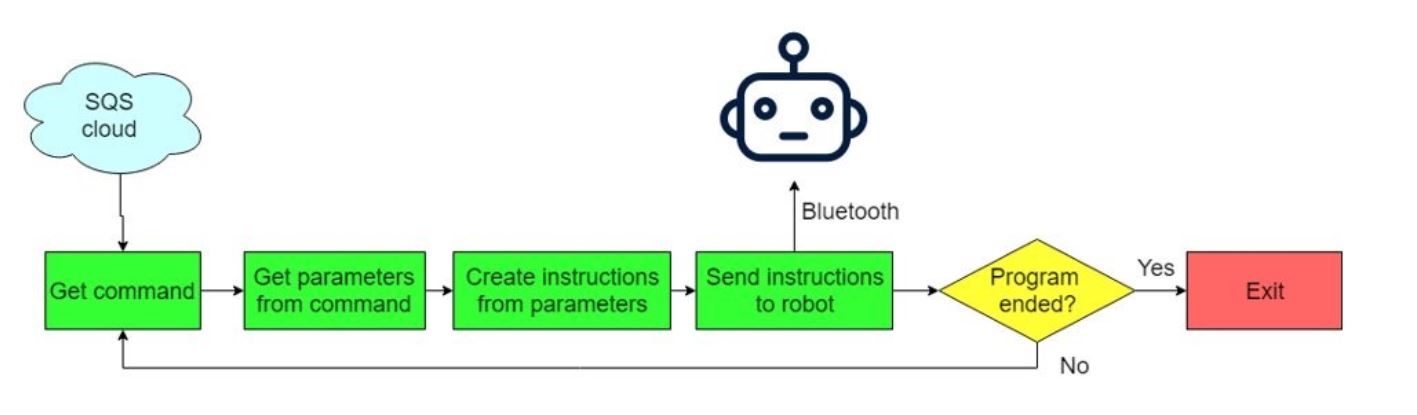 SQS
cloud
Bluetooth
Get command
Get parameters
from command
Create instructions
from parameters
Send instructions
to robot
Program
ended?
Yes
Exit
No